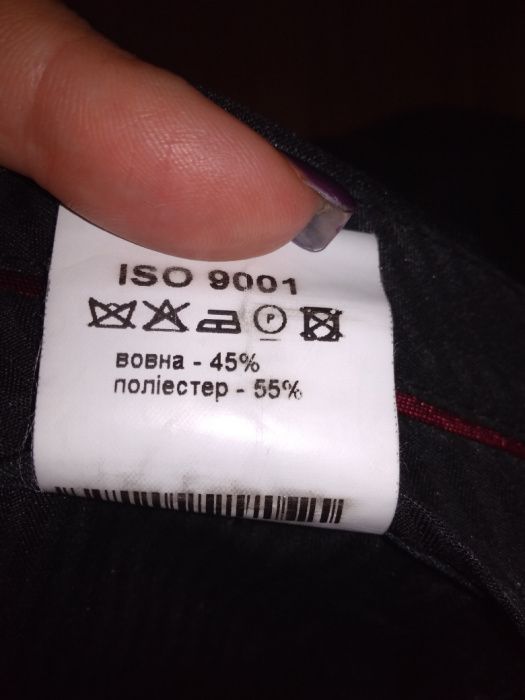 ISO 9001
P
вовна - 45%
поліестер - 55%